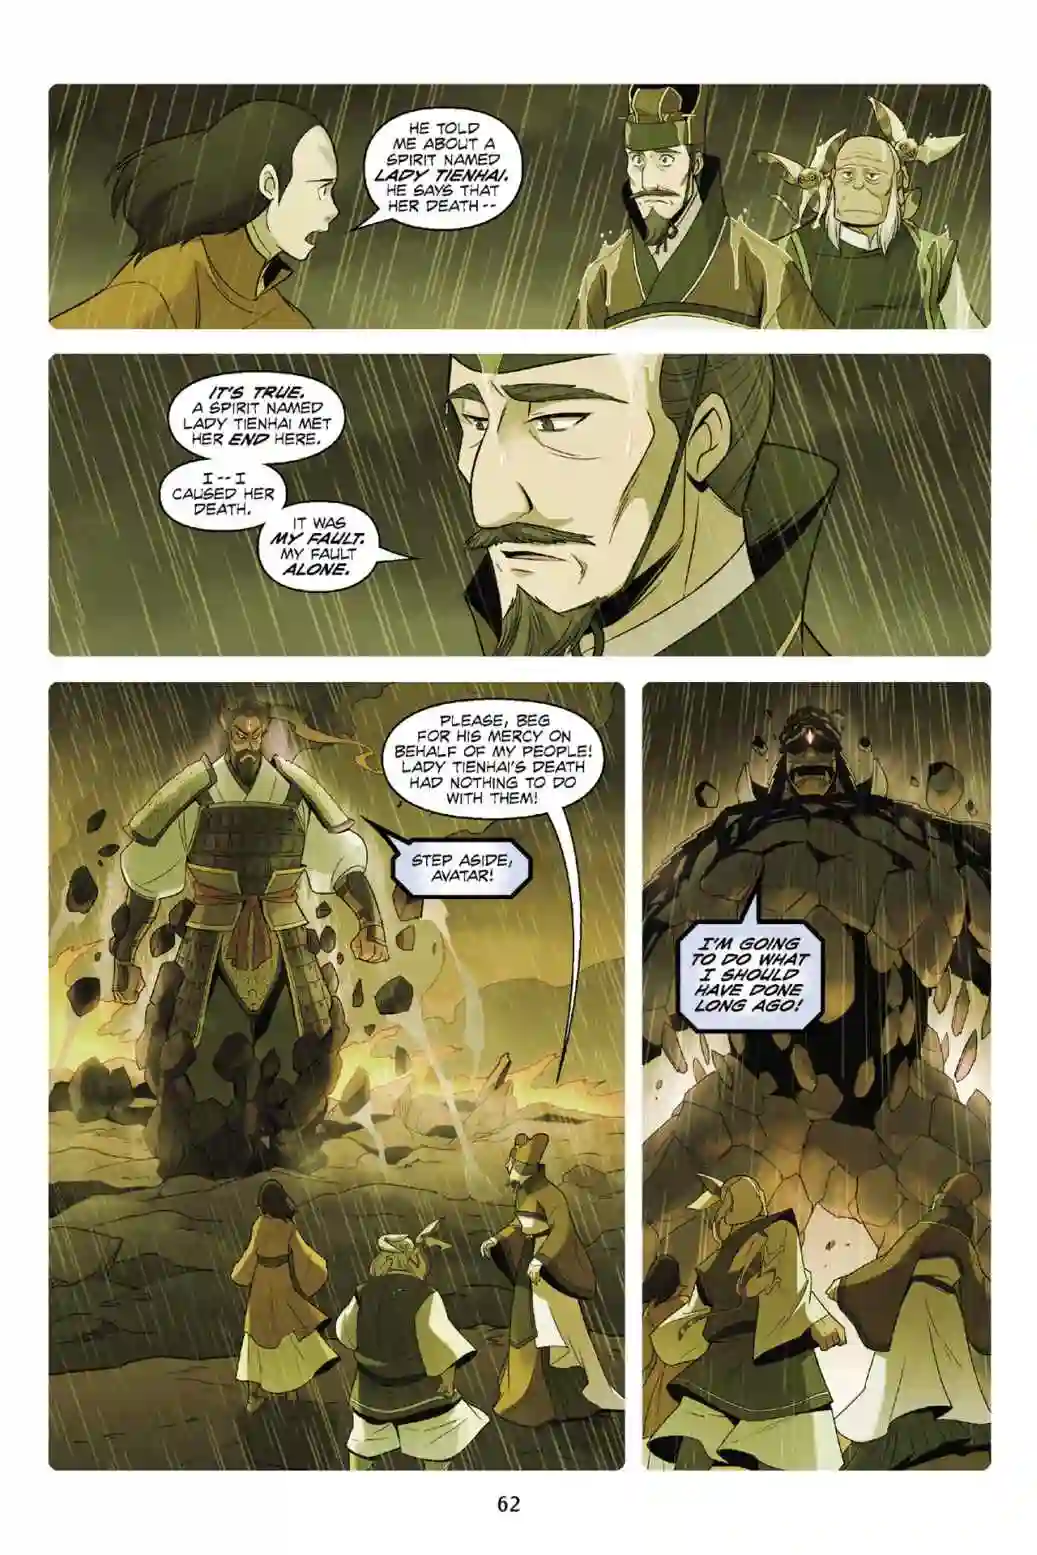 HE TOLD
ME ABOUT A
SPIRIT NAMED
LADY TIENHAI.
HE SAYS THAT
HER DEATH--
IT'S TRUE.
A SPIRIT NAMED
LADY TIENHAI MET
HER END HERE.
I--I
CAUSED HER
DEATH.
IT WAS
MY FAULT.
MY FAULT
ALONE.
PLEASE, BEG
FOR HIS MERCY ON
BEHALF OF MY PEOPLE!
LADY TIENHAI'S DEATH
HAD NOTHING TO DO
WITH THEM!
STEP ASIDE,
AVATAR!
I'M GOING
TO DO WHAT
I SHOULD
HAVE DONE
LONG AGO!
62